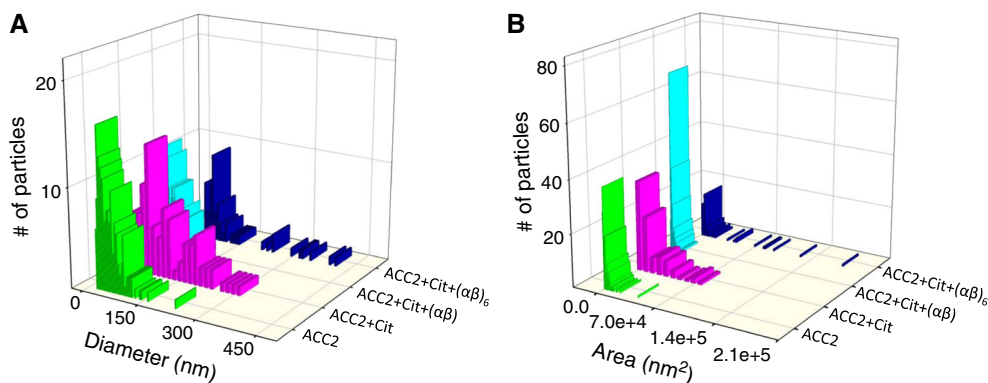 A
# of particles
20
10
0
150
300
450
Diameter (nm)
ACC2
ACC2+Cit
ACC2+Cit+(αβ)
ACC2+Cit+(αβ)₆
B
# of particles
80
60
40
20
0.0
7.0e+4
1.4e+5
2.1e+5
Area (nm²)
ACC2
ACC2+Cit
ACC2+Cit+(αβ)
ACC2+Cit+(αβ)₆